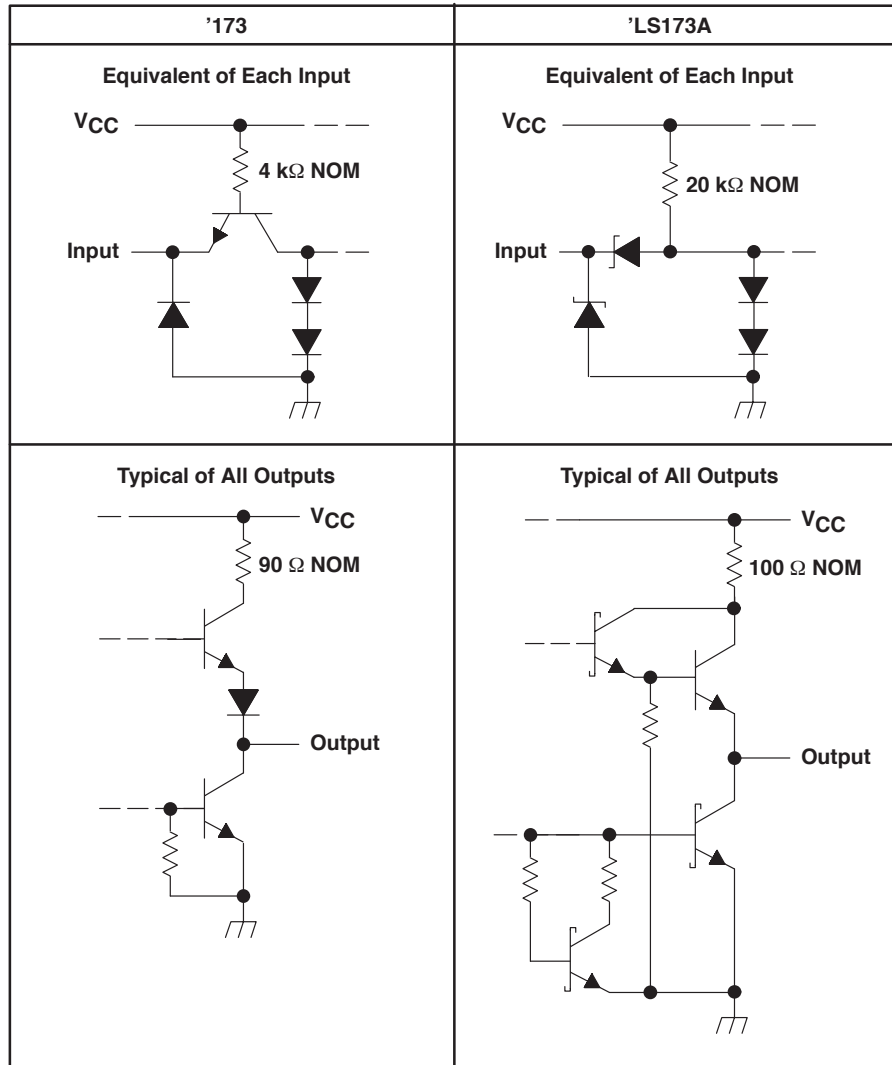 '173
'LS173A
Equivalent of Each Input
VCC
4 kΩ NOM
Input
Equivalent of Each Input
VCC
20 kΩ NOM
Input
Typical of All Outputs
VCC
90 Ω NOM
Output
Typical of All Outputs
VCC
100 Ω NOM
Output